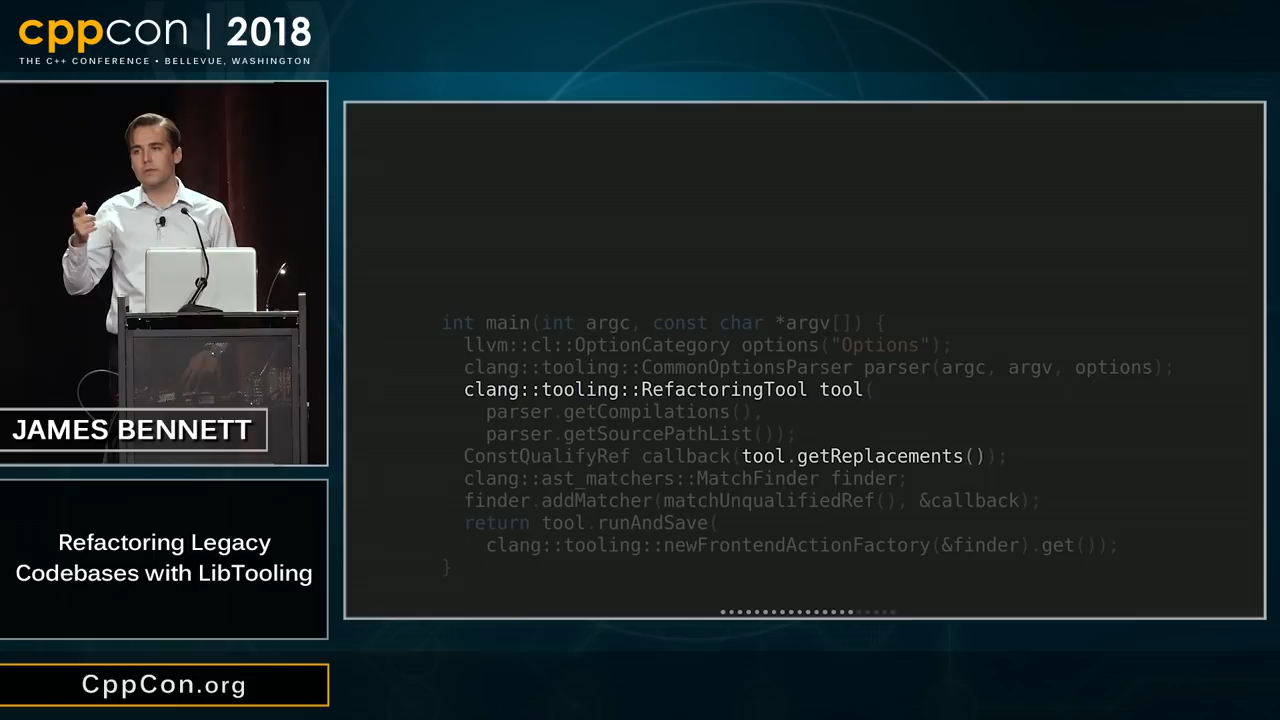 cppcon | 2018
THE C++ CONFERENCE • BELLEVUE, WASHINGTON
JAMES BENNETT
Refactoring Legacy
Codebases with LibTooling
CppCon.org
int main(int argc, const char *argv[]) {
  llvm::cl::OptionCategory options("Options");
  clang::tooling::CommonOptionsParser parser(argc, argv, options);
  clang::tooling::RefactoringTool tool(
    parser.getCompilations(),
    parser.getSourcePathList());
  ConstQualifyRef callback(tool.getReplacements());
  clang::ast_matchers::MatchFinder finder;
  finder.addMatcher(matchUnqualifiedRef(), &callback);
  return tool.runAndSave(
    clang::tooling::newFrontendActionFactory(&finder).get());
}